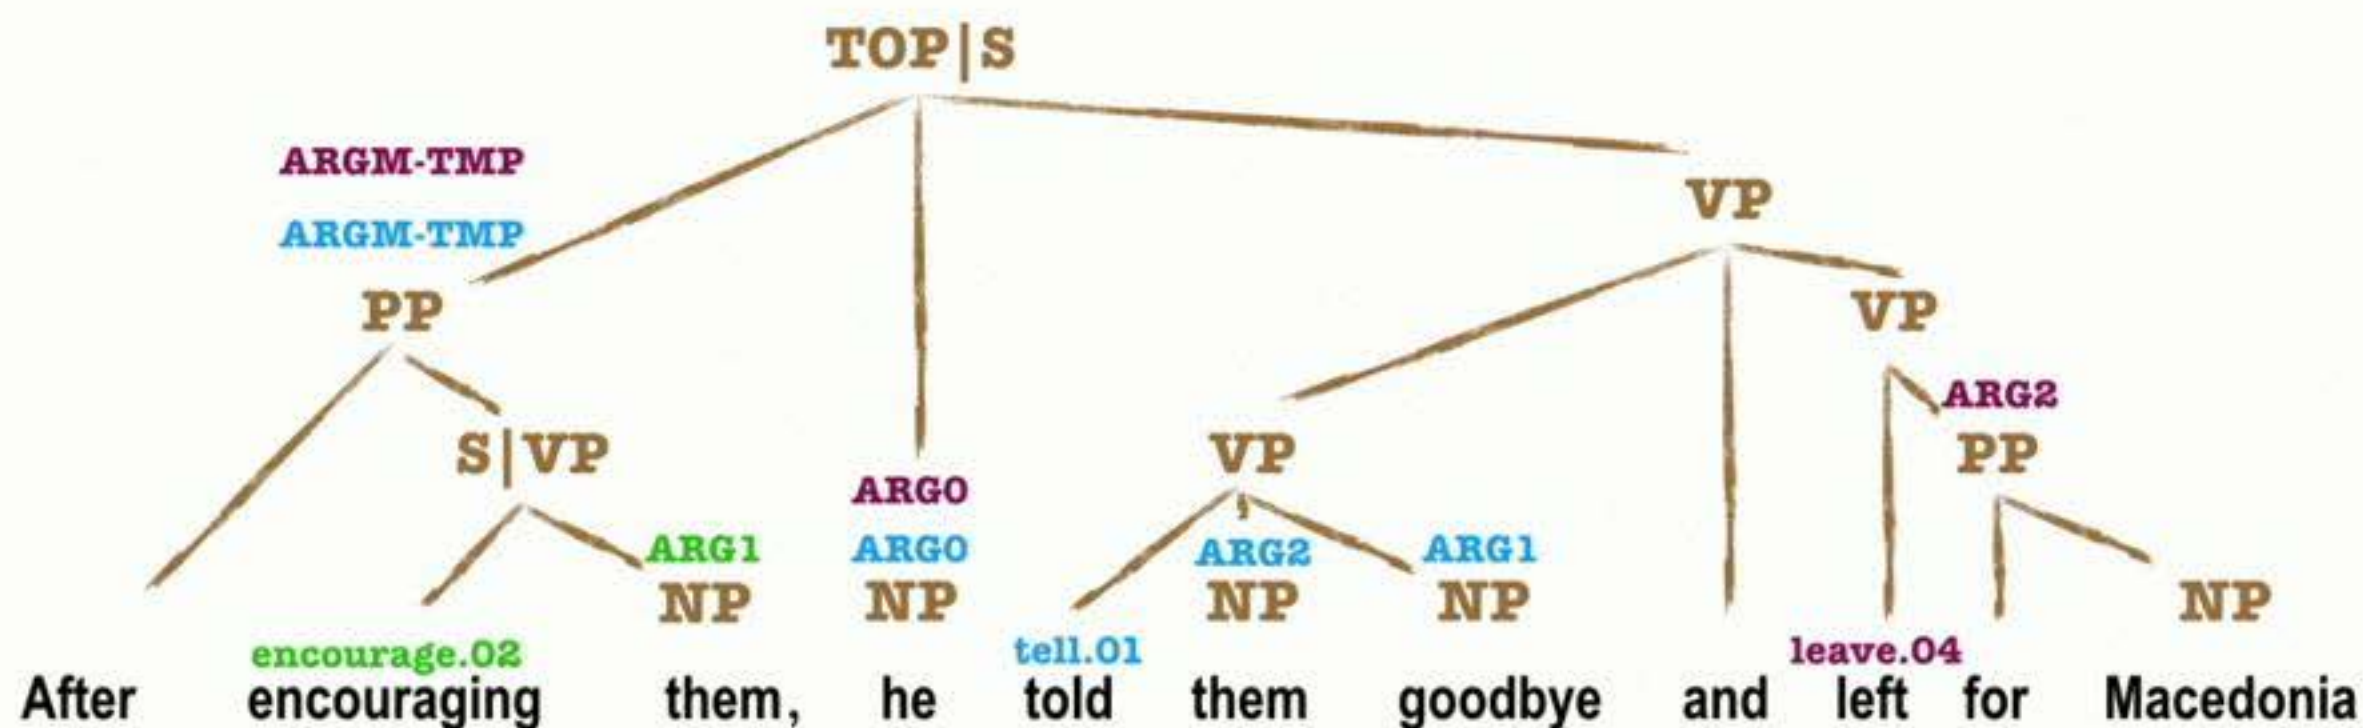 TOP|S
ARGM-TMP
VP
ARGM-TMP
PP
VP
ARG2
S|VP
VP
PP
ARG0
ARG1
ARG0
ARG2
ARG1
NP
NP
NP
NP
NP
encourage.02
tell.01
leave.04
After encouraging them, he told them goodbye and left for Macedonia